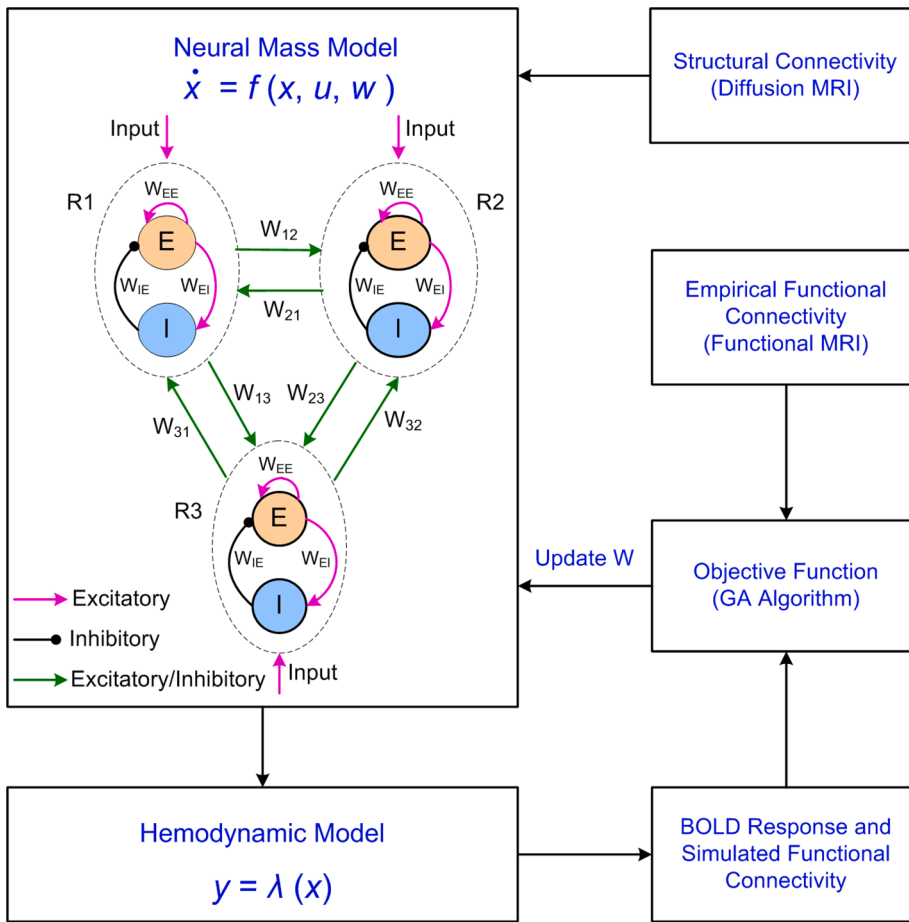 Neural Mass Model
ẋ = f (x, u, w)
Input
Input
R1
W_EE
E
W_IE
W_EI
I
W_12
W_21
R2
W_EE
E
W_IE
W_EI
I
W_31
W_13
W_23
W_32
R3
W_EE
E
W_IE
W_EI
I
Input
Excitatory
Inhibitory
Excitatory/Inhibitory
Structural Connectivity
(Diffusion MRI)
Empirical Functional
Connectivity
(Functional MRI)
Update W
Objective Function
(GA Algorithm)
Hemodynamic Model
y = λ (x)
BOLD Response and
Simulated Functional
Connectivity